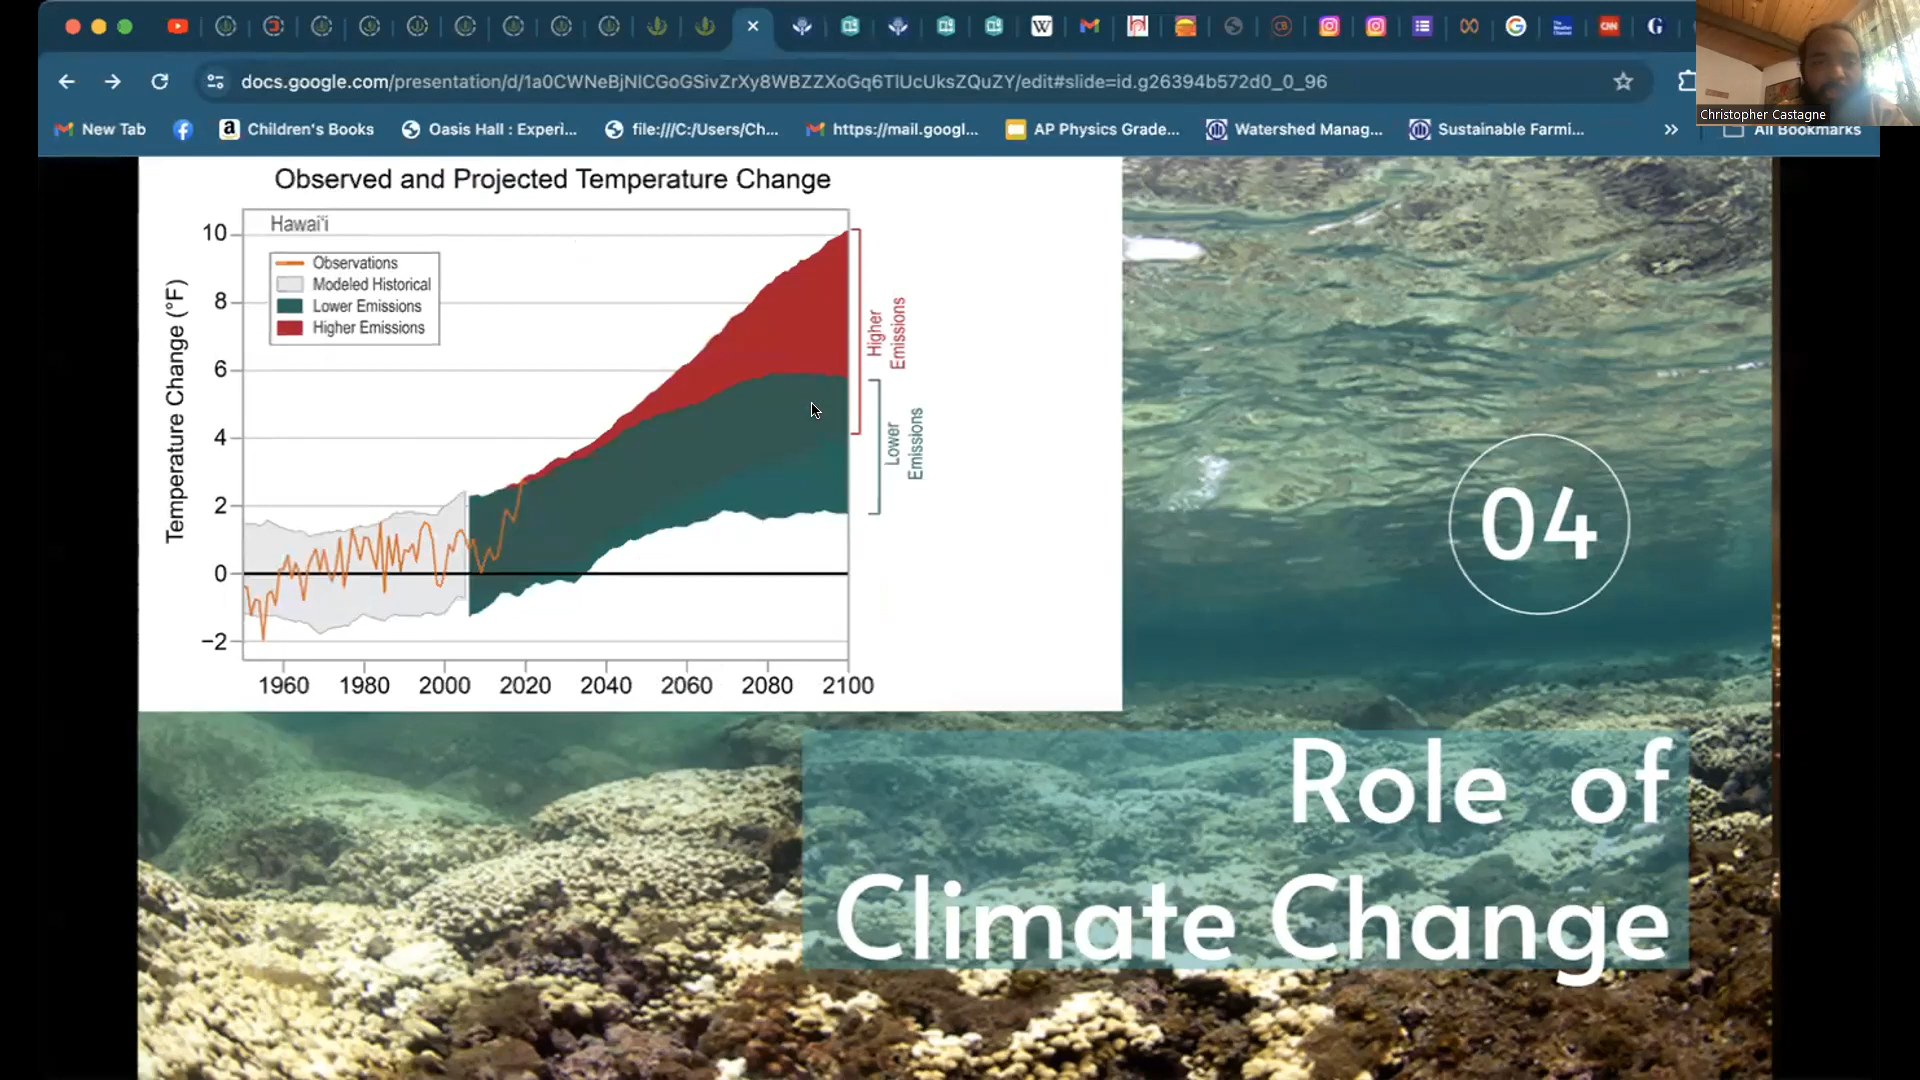 docs.google.com/presentation/d/1a0CWNeBjNlCGoGSivZrXy8WBZZXoGq6TlUcUksZQuZY/edit#slide=id.g26394b572d0_0_96
New Tab
Children's Books
Oasis Hall : Experi...
file:///C:/Users/Ch...
https://mail.googl...
AP Physics Grade...
Watershed Manag...
Sustainable Farmi...
All Bookmarks
Christopher Castagne
Observed and Projected Temperature Change
Hawai'i
Observations
Modeled Historical
Lower Emissions
Higher Emissions
Temperature Change (°F)
10
8
6
4
2
0
−2
1960 1980 2000 2020 2040 2060 2080 2100
Higher
Emissions
Lower
Emissions
04
Role of
Climate Change